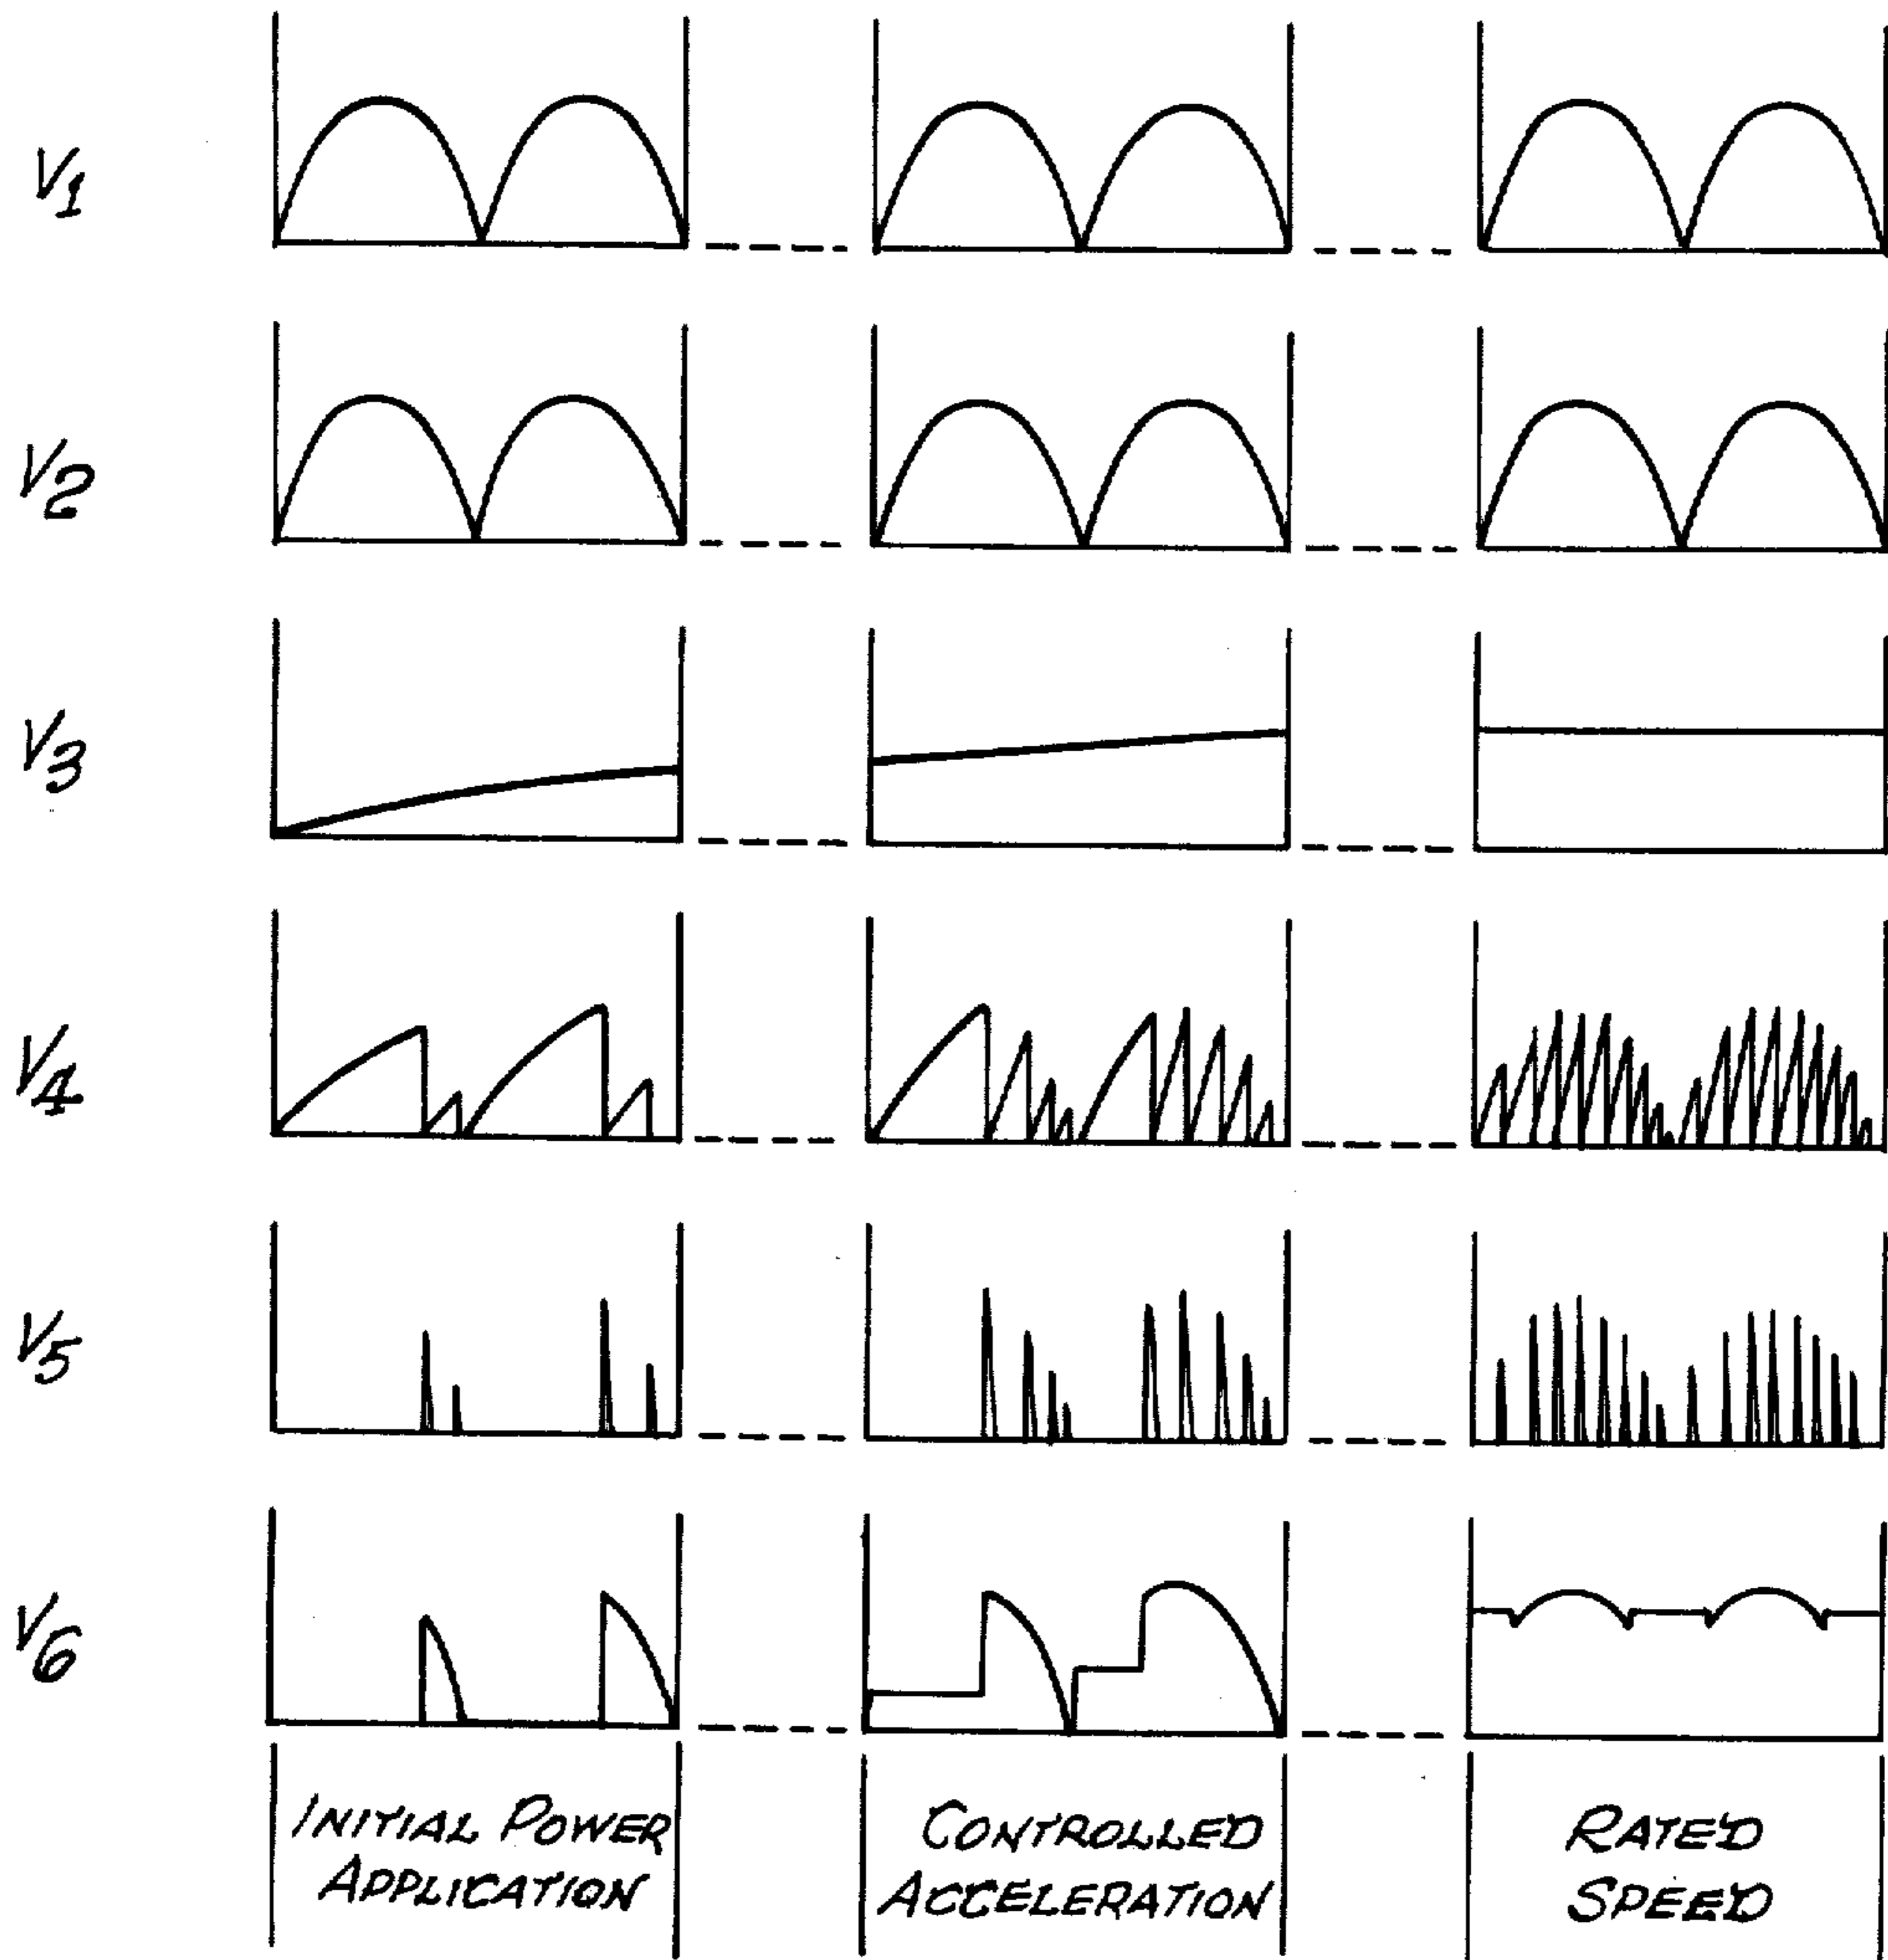 V1
V2
V3
V4
V5
V6
INITIAL POWER
APPLICATION
CONTROLLED
ACCELERATION
RATED
SPEED